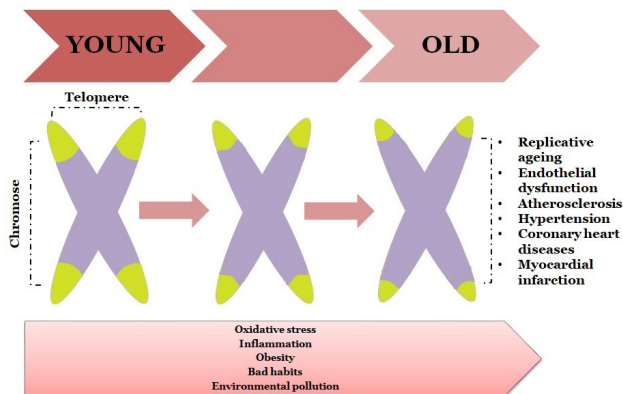 YOUNG
OLD
Telomere
Chromose
• Replicative
ageing
• Endothelial
dysfunction
• Atherosclerosis
• Hypertension
• Coronary heart
diseases
• Myocardial
infarction
Oxidative stress
Inflammation
Obesity
Bad habits
Environmental pollution